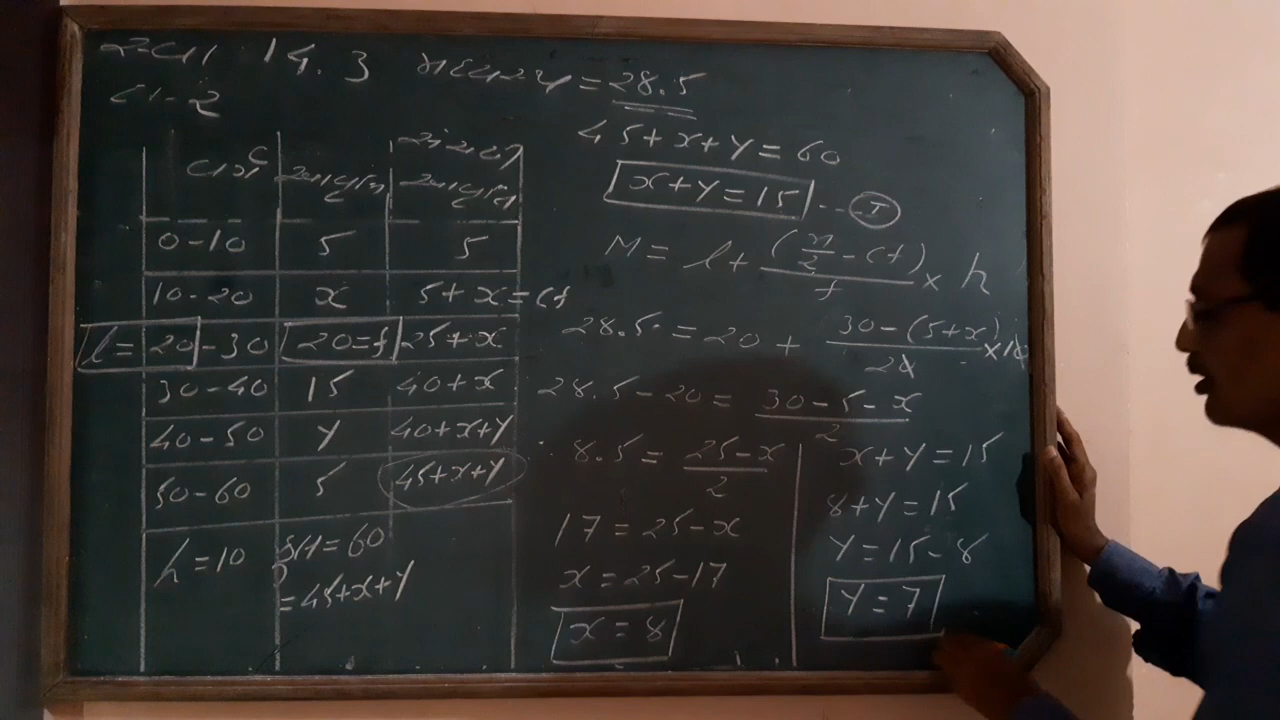 14.3 = 28.5
2
0-10 5 5
10-20 x 5+x=cf
l= 20-30 20=f 25+x
30-40 15 40+x
40-50 y 40+x+y
50-60 5 45+x+y
h=10 =60
=45+x+y
45+x+y=60
x+y=15 --- I
M = l + (n/2 - cf)/f × h
28.5 = 20 + 30-(5+x)/20 ×10
28.5-20 = 30-5-x/2
8.5 = 25-x/2
17 = 25-x
x = 25-17
x = 8
x+y=15
8+y=15
y=15-8
y=7